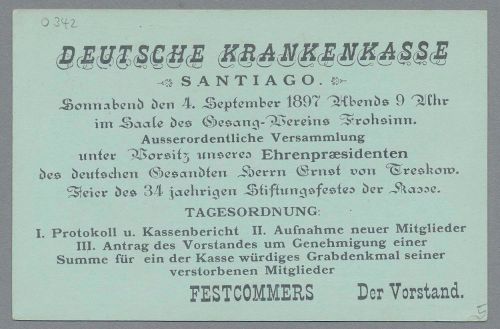 0342
DEUTSCHE KRANKENKASSE
SANTIAGO.
Sonnabend den 4. September 1897 Abends 9 Uhr
im Saale des Gesang-Vereins Frohsinn.
Ausserordentliche Versammlung
unter Vorsitz unseres Ehrenpræsidenten
des deutschen Gesandten Herrn Ernst von Treskow.
Feier des 34 jaehrigen Stiftungsfestes der Kasse.
TAGESORDNUNG:
I. Protokoll u. Kassenbericht II. Aufnahme neuer Mitglieder
III. Antrag des Vorstandes um Genehmigung einer
Summe für ein der Kasse würdiges Grabdenkmal seiner
verstorbenen Mitglieder
FESTCOMMERS Der Vorstand.